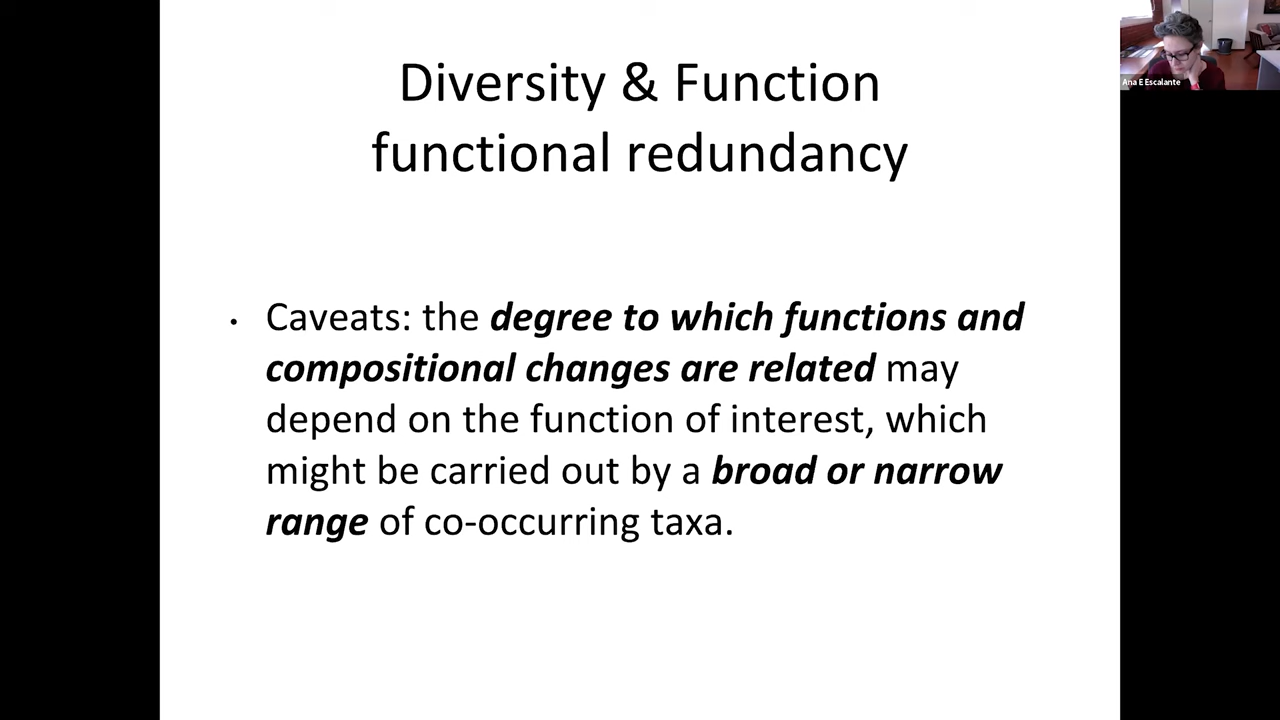 Diversity & Function
functional redundancy
• Caveats: the degree to which functions and
compositional changes are related may
depend on the function of interest, which
might be carried out by a broad or narrow
range of co-occurring taxa.
Ana E Escalante